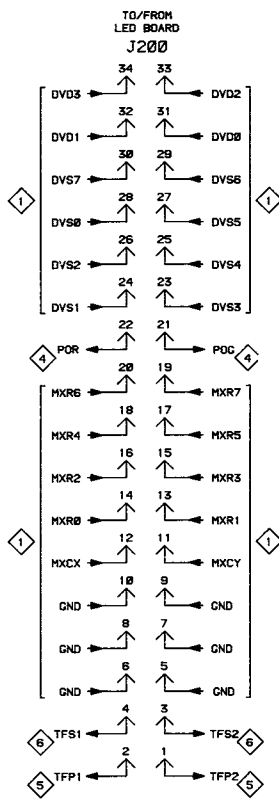 TO/FROM
LED BOARD
J200
34 33
DVD3 DVD2
32 31
DVD1 DVD0
30 29
DVS7 DVS6
1 28 27 1
DVS0 DVS5
26 25
DVS2 DVS4
24 23
DVS1 DVS3
22 21
4 POR POG 4
20 19
MXR6 MXR7
18 17
MXR4 MXR5
16 15
MXR2 MXR3
14 13
MXR0 MXR1
1 12 11 1
MXCX MXCY
10 9
GND GND
8 7
GND GND
6 5
GND GND
4 3
6 TFS1 TFS2 6
2 1
5 TFP1 TFP2 5